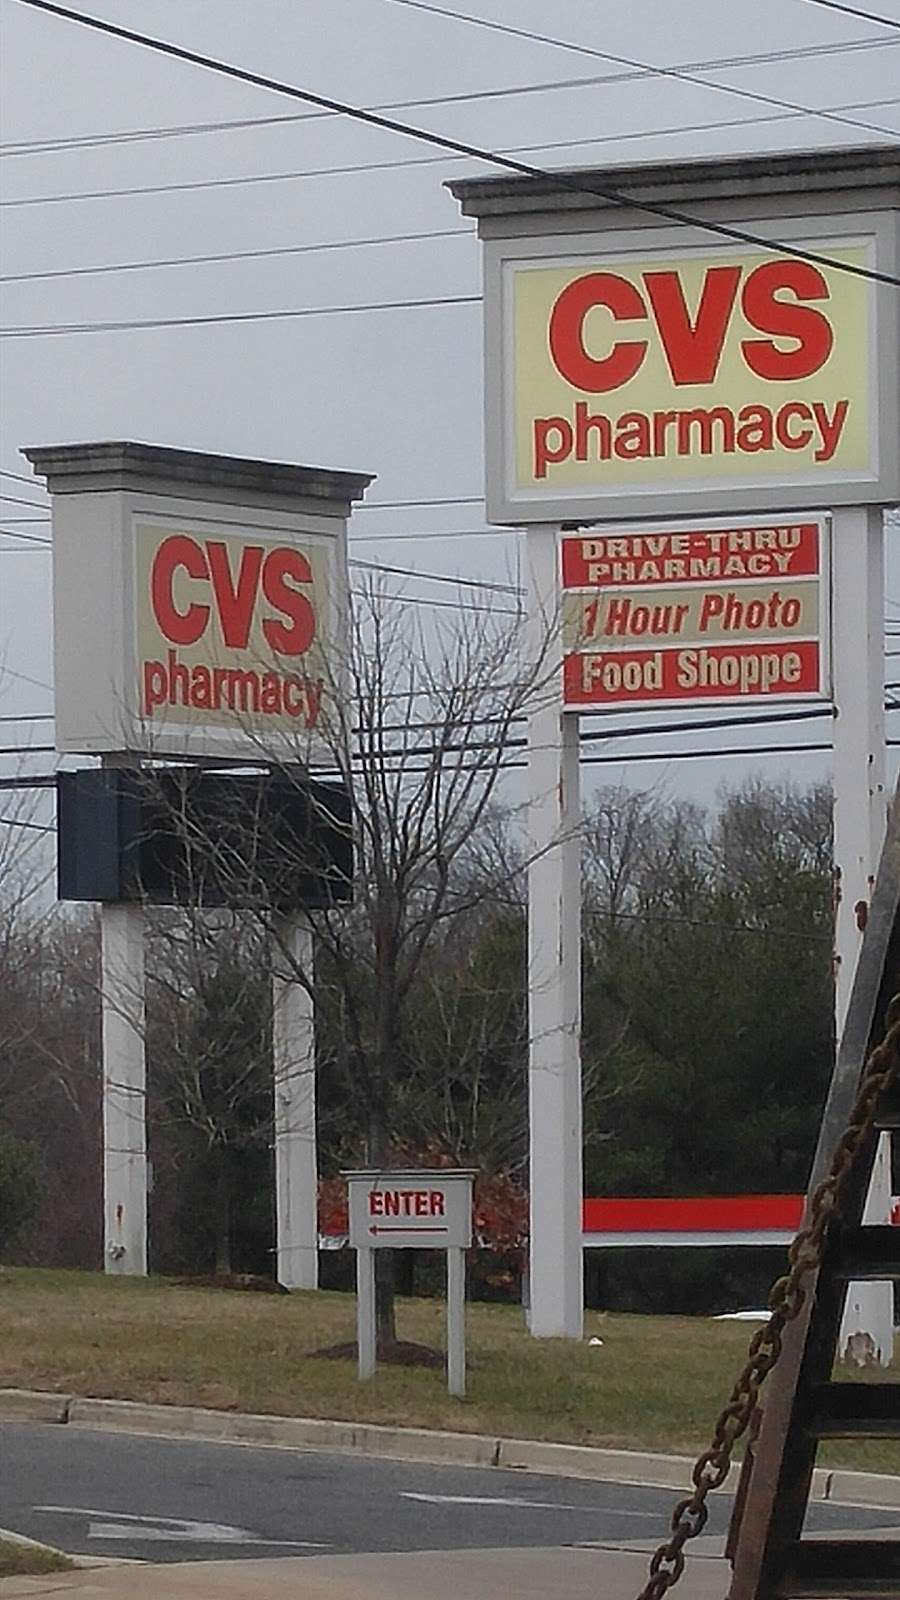 CVS
pharmacy
DRIVE-THRU
PHARMACY
1 Hour Photo
Food Shoppe
CVS
pharmacy
ENTER